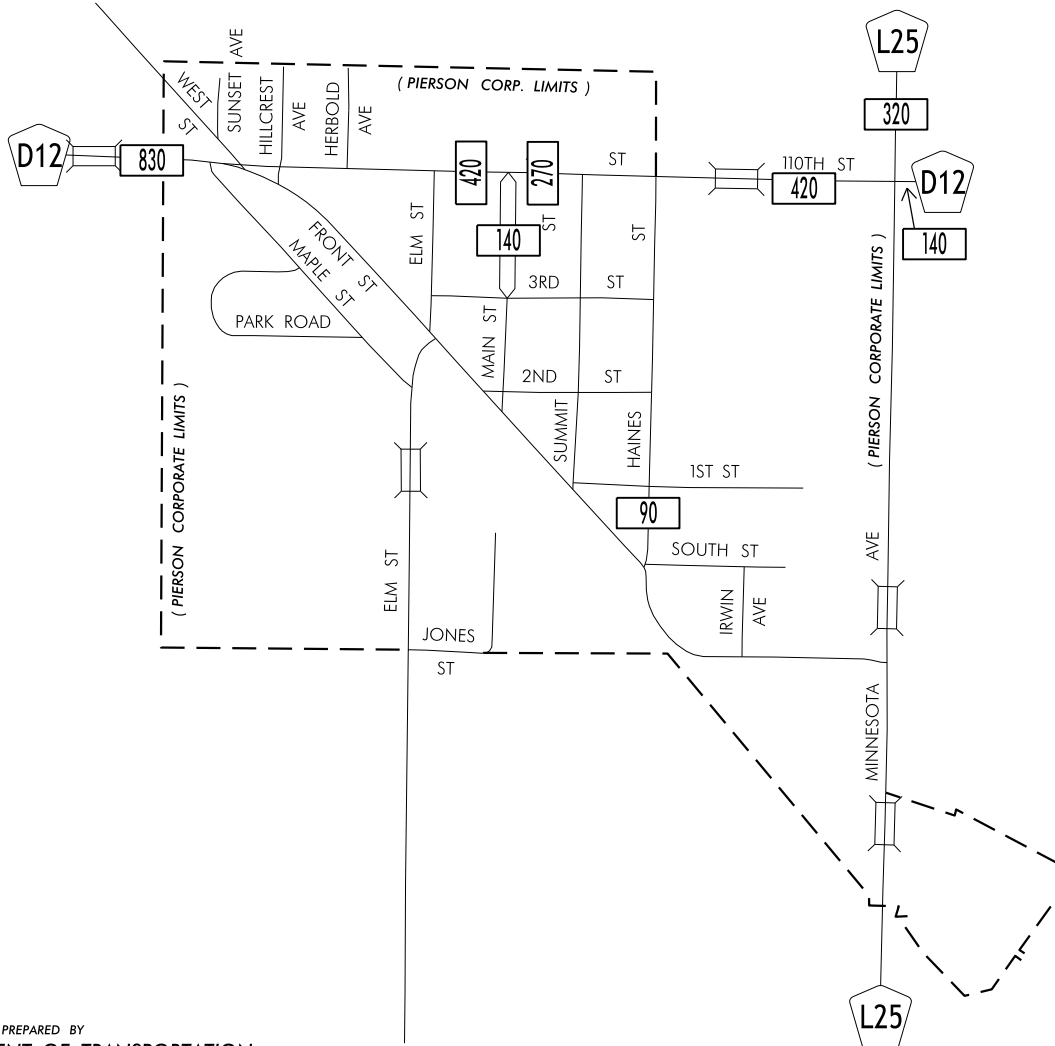 L25
320
AVE
WEST ST
SUNSET
HILLCREST AVE
HERBOLD AVE
( PIERSON CORP. LIMITS )
D12
830
420
270
ST
110TH ST
420
D12
140
ELM ST
140
ST
ST
FRONT ST
MAPLE ST
3RD ST
PARK ROAD
MAIN ST
2ND ST
( PIERSON CORPORATE LIMITS )
( PIERSON CORPORATE LIMITS )
SUMMIT
HAINES
1ST ST
90
SOUTH ST
AVE
ELM ST
IRWIN AVE
JONES
ST
MINNESOTA
L25
PREPARED BY
OF TRANSPORTATION